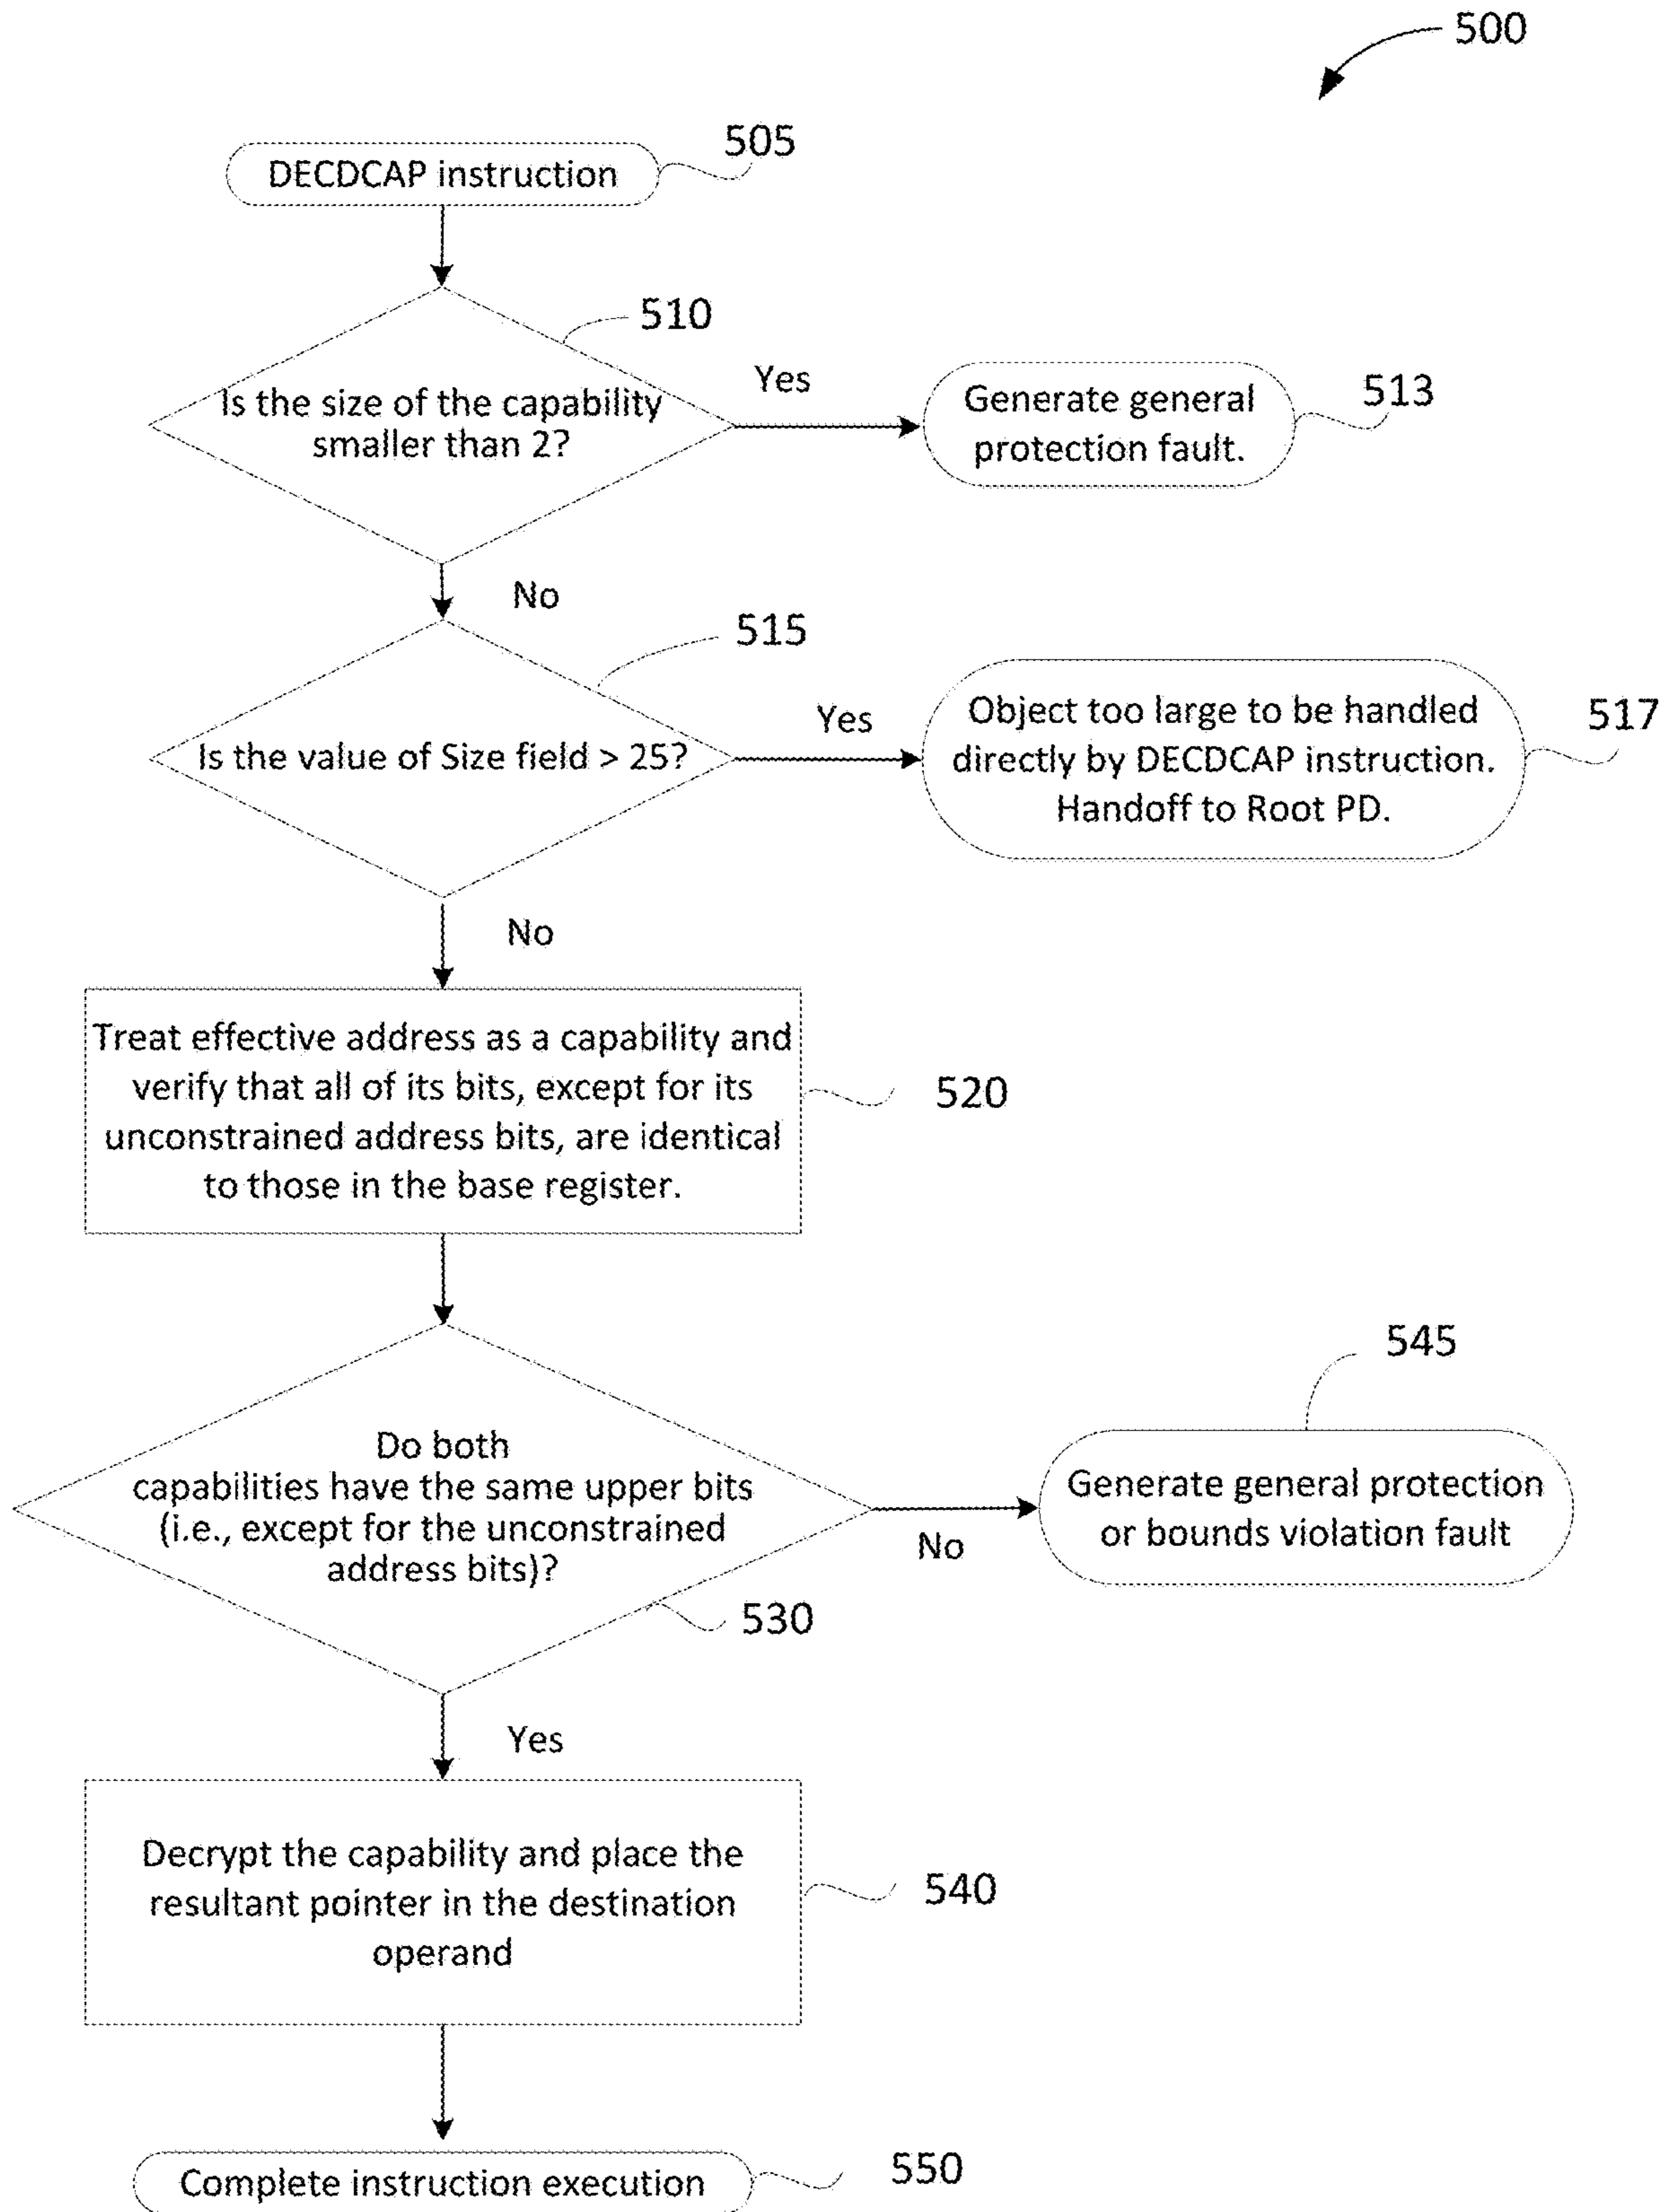 500
505
DECDCAP instruction
510
Is the size of the capability
smaller than 2?
Yes
Generate general
protection fault.
513
No
515
Is the value of Size field > 25?
Yes
Object too large to be handled
directly by DECDCAP instruction.
Handoff to Root PD.
517
No
Treat effective address as a capability and
verify that all of its bits, except for its
unconstrained address bits, are identical
to those in the base register.
520
Do both
capabilities have the same upper bits
(i.e., except for the unconstrained
address bits)?
530
No
545
Generate general protection
or bounds violation fault
Yes
Decrypt the capability and place the
resultant pointer in the destination
operand
540
Complete instruction execution
550